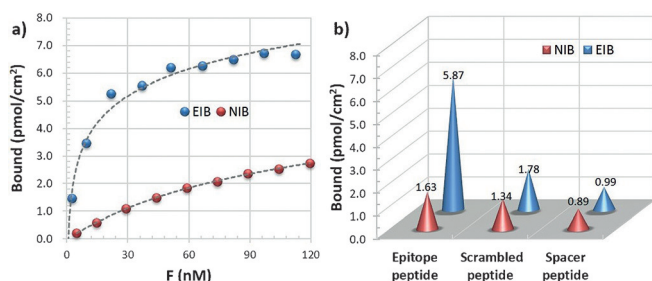 a)
Bound (pmol/cm²)
8.0
7.0
6.0
5.0
4.0
3.0
2.0
1.0
0.0
EIB NIB
0 30 60 90 120
F (nM)
b)
NIB EIB
Bound (pmol/cm²)
8.0
7.0
6.0
5.0
4.0
3.0
2.0
1.0
0.0
5.87
1.78
0.99
1.63
1.34
0.89
Epitope peptide
Scrambled peptide
Spacer peptide